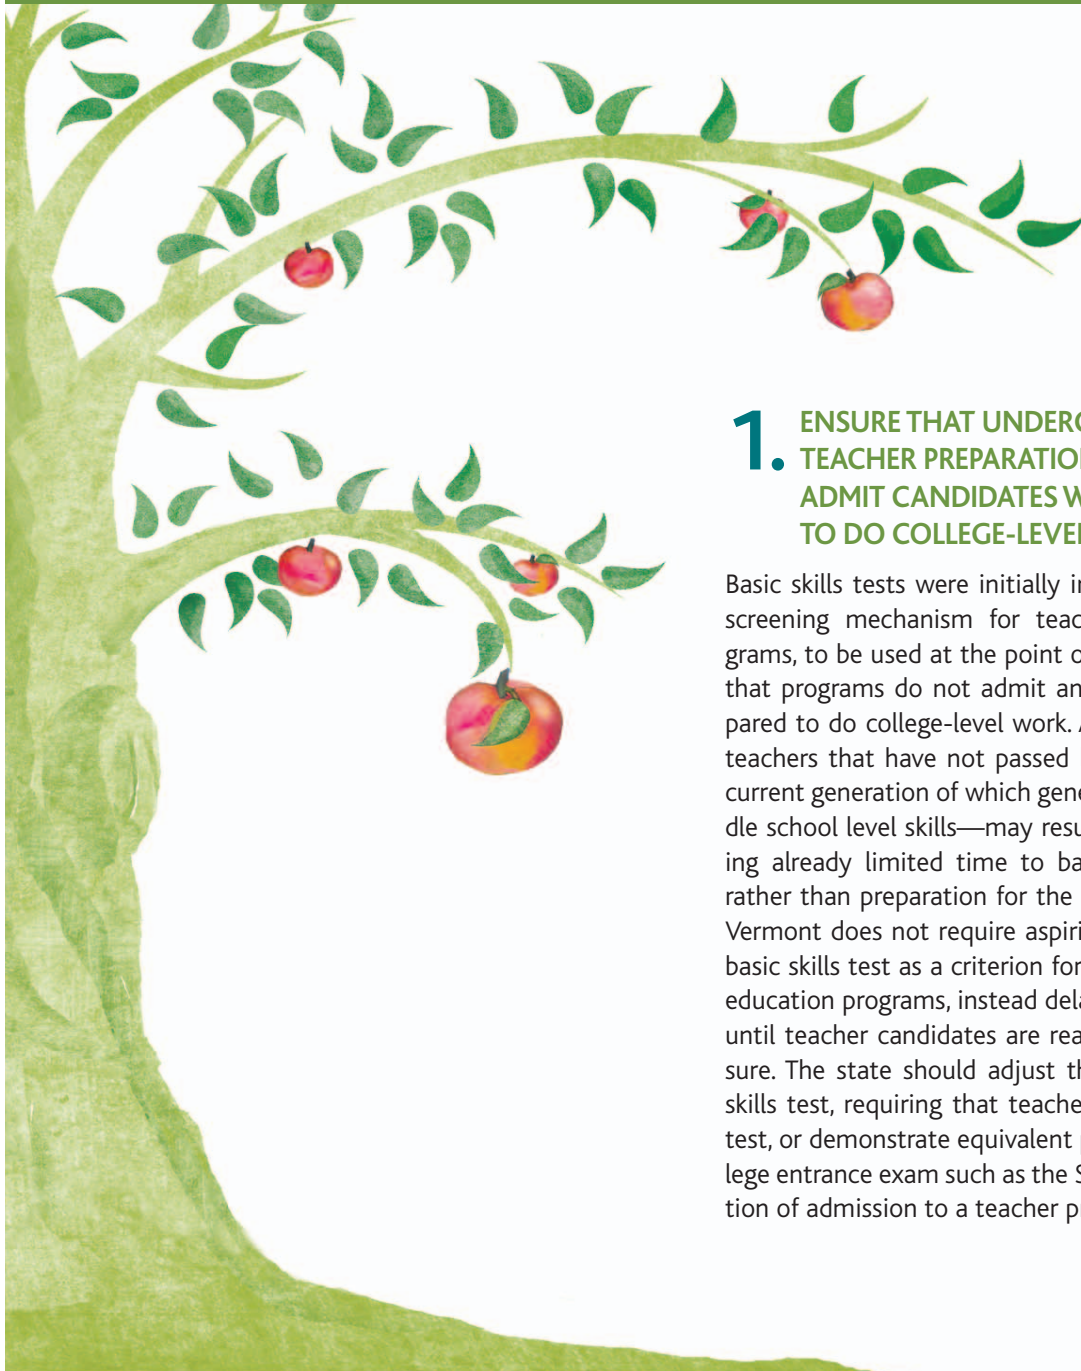 1. ENSURE THAT UNDERG
TEACHER PREPARATION
ADMIT CANDIDATES W
TO DO COLLEGE-LEVEL
Basic skills tests were initially in
screening mechanism for teac
grams, to be used at the point o
that programs do not admit an
pared to do college-level work. A
teachers that have not passed
current generation of which gene
dle school level skills—may resu
ing already limited time to ba
rather than preparation for the
Vermont does not require aspiri
basic skills test as a criterion for
education programs, instead dela
until teacher candidates are rea
sure. The state should adjust th
skills test, requiring that teache
test, or demonstrate equivalent p
lege entrance exam such as the S
tion of admission to a teacher pr